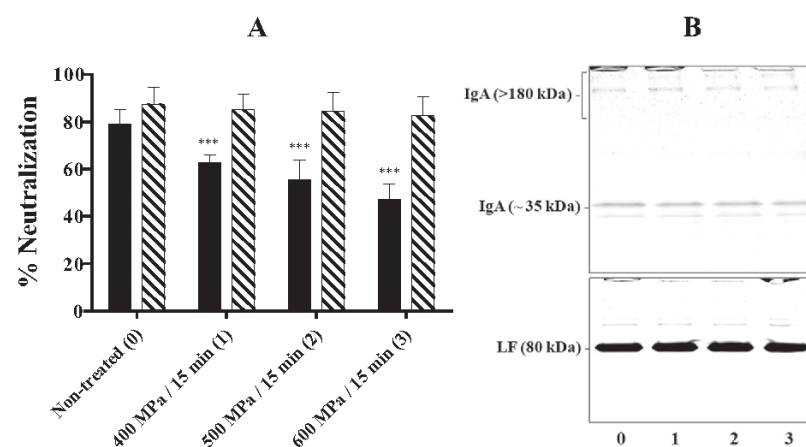 A
B
% Neutralization
100
80
60
40
20
0
***
***
***
Non-treated (0)
400 MPa / 15 min (1)
500 MPa / 15 min (2)
600 MPa / 15 min (3)
IgA (>180 kDa)
IgA (~35 kDa)
LF (80 kDa)
0 1 2 3